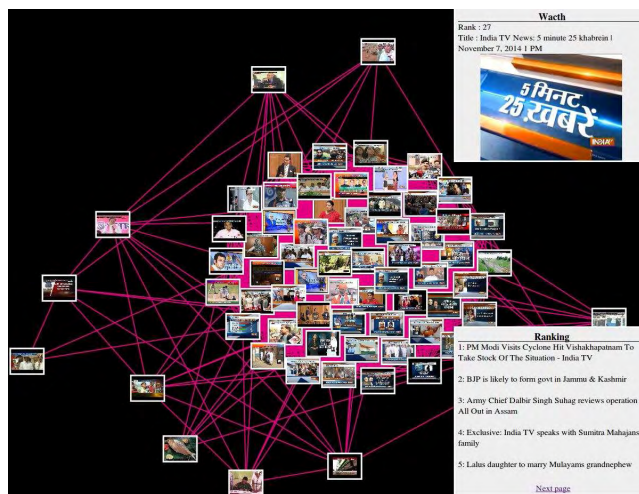 Wacth
Rank : 27
Title : India TV News: 5 minute 25 khabrein |
November 7, 2014 1 PM
5 मिनट
25 ख़बरें
INDIA
Ranking
1: PM Modi Visits Cyclone Hit Vishakhapatnam To
Take Stock Of The Situation - India TV
2: BJP is likely to form govt in Jammu & Kashmir
3: Army Chief Dalbir Singh Suhag reviews operation
All Out in Assam
4: Exclusive: India TV speaks with Sumitra Mahajans
family
5: Lalus daughter to marry Mulayams grandnephew
Next page